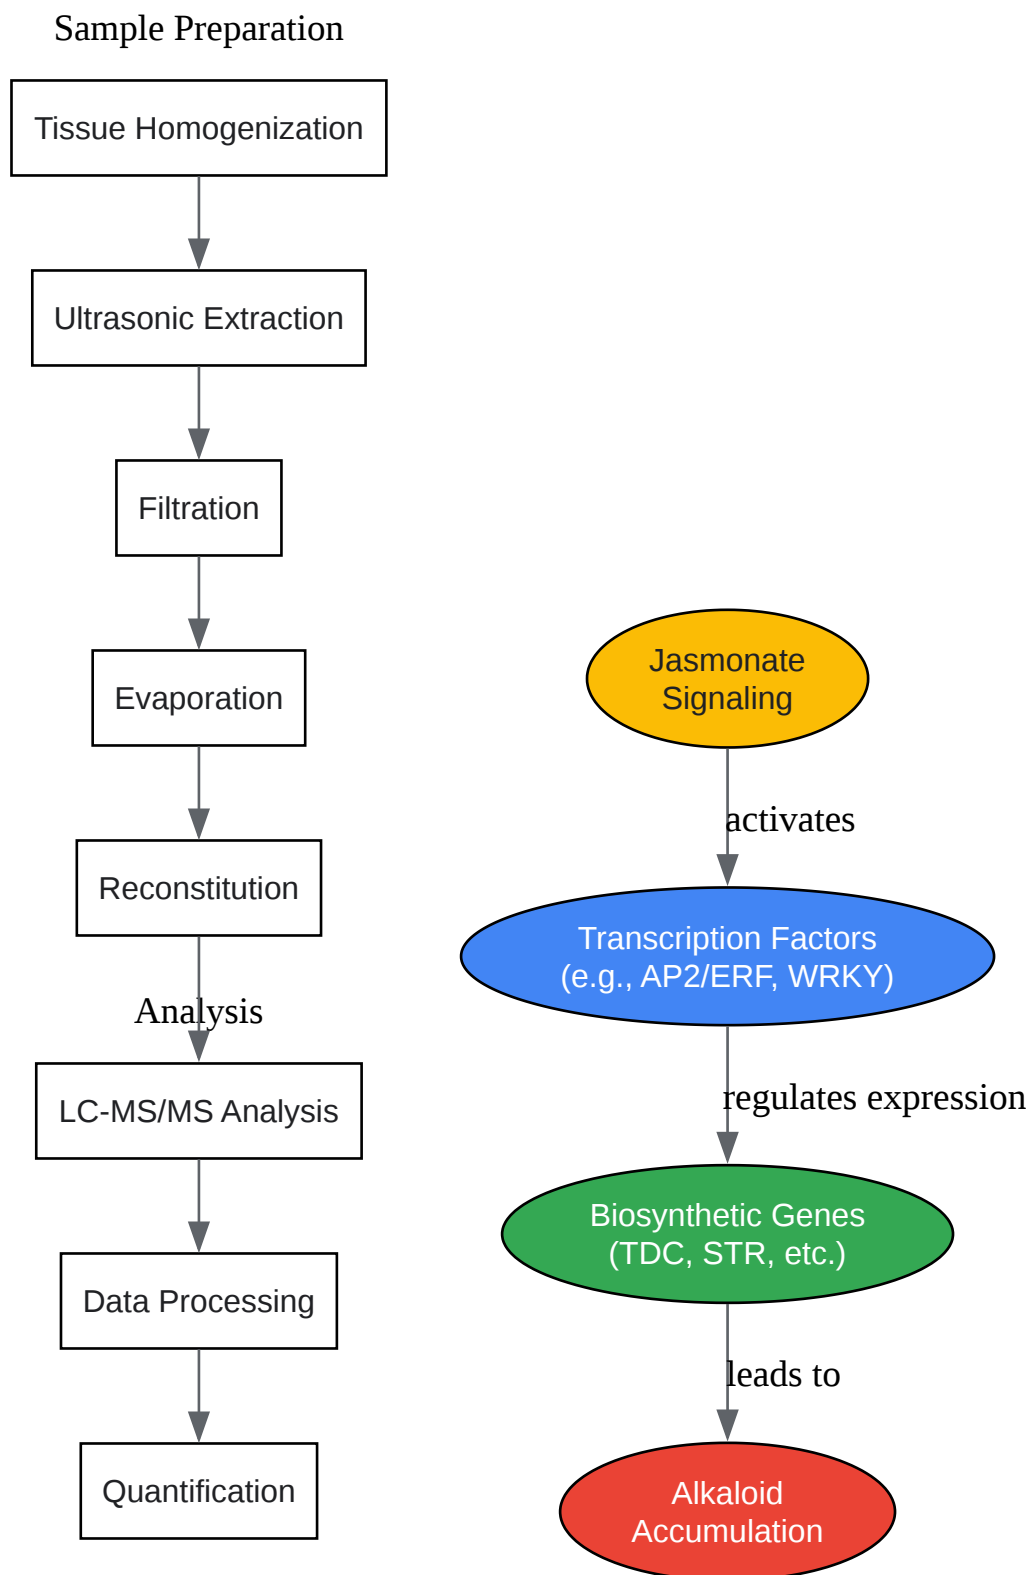 Sample Preparation
Tissue Homogenization
Ultrasonic Extraction
Filtration
Evaporation
Reconstitution
Analysis
LC-MS/MS Analysis
Data Processing
Quantification
Jasmonate
Signaling
activates
Transcription Factors
(e.g., AP2/ERF, WRKY)
regulates expression
Biosynthetic Genes
(TDC, STR, etc.)
leads to
Alkaloid
Accumulation